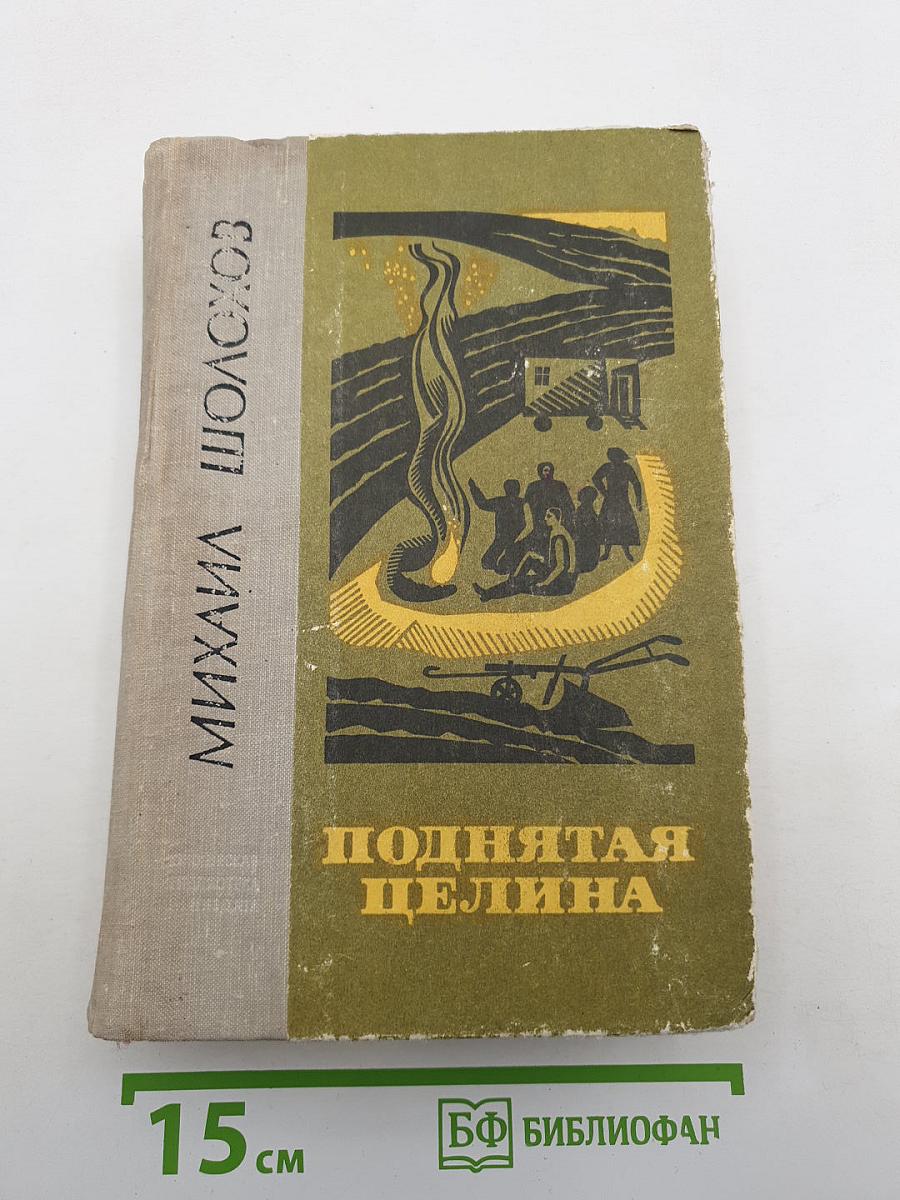 МИХАИЛ ШОЛОХОВ
ПОДНЯТАЯ
ЦЕЛИНА
15 см
БФ БИБЛИОФАН